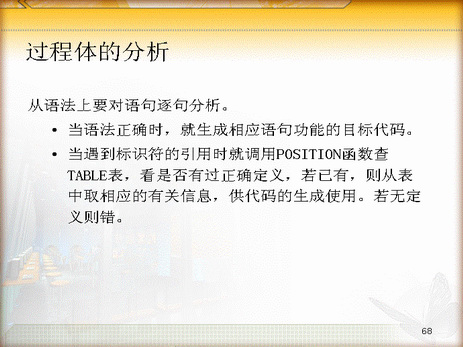 过程体的分析
从语法上要对语句逐句分析。
• 当语法正确时，就生成相应语句功能的目标代码。
• 当遇到标识符的引用时就调用POSITION函数查
TABLE表，看是否有过正确定义，若已有，则从表
中取相应的有关信息，供代码的生成使用。若无定
义则错。
68